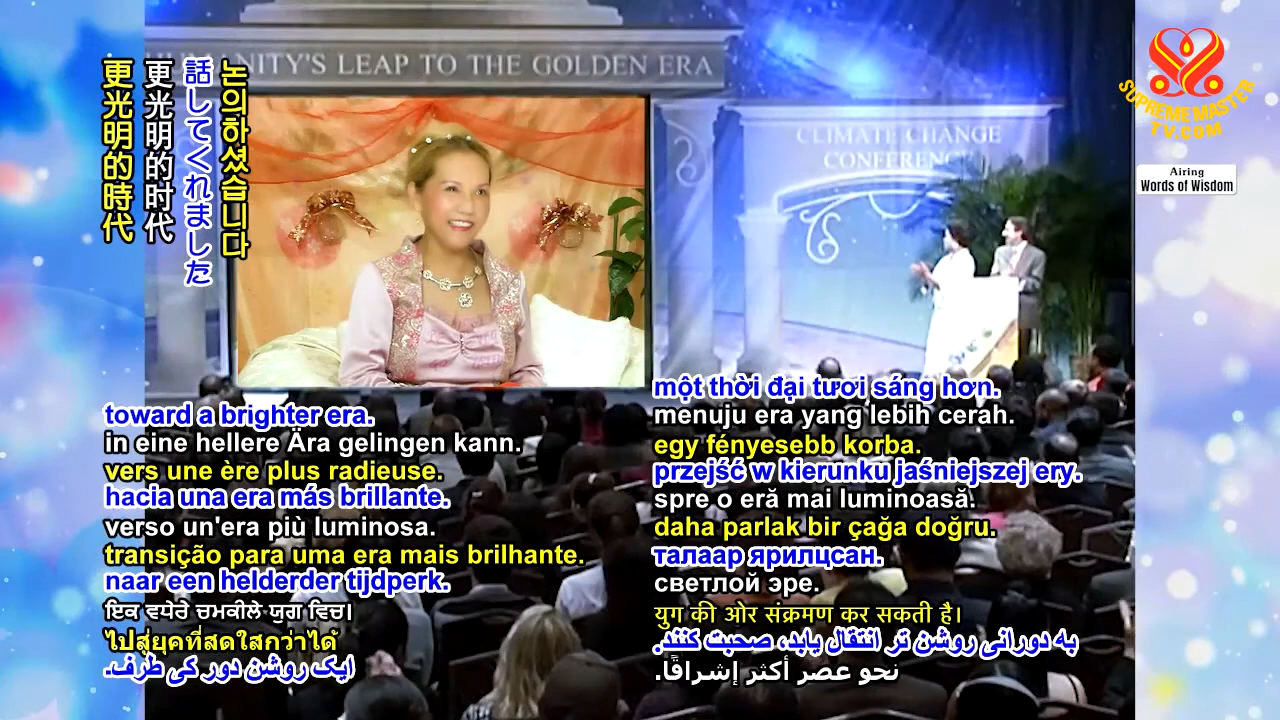 HUMANITY'S LEAP TO THE GOLDEN ERA
CLIMATE CHANGE
CONFERENCE
SUPREME MASTER
TV.COM
Airing
Words of Wisdom
논의하셨습니다
話してくれました
更光明的时代
更光明的時代
toward a brighter era.
in eine hellere Ära gelingen kann.
vers une ère plus radieuse.
hacia una era más brillante.
verso un'era più luminosa.
transição para uma era mais brilhante.
naar een helderder tijdperk.
ਇਕ ਵਧੇਰੇ ਚਮਕੀਲੇ ਯੁਗ ਵਿਚ।
ไปสู่ยุคที่สดใสกว่าได้
ایک روشن دور کی طرف.
một thời đại tươi sáng hơn.
menuju era yang lebih cerah.
egy fényesebb korba.
przejść w kierunku jaśniejszej ery.
spre o eră mai luminoasă.
daha parlak bir çağa doğru.
талаар ярилцсан.
светлой эре.
युग की ओर संक्रमण कर सकती है।
به دورانی روشن تر انتقال یابد، صحبت کنند.
نحو عصر أكثر إشراقًا.